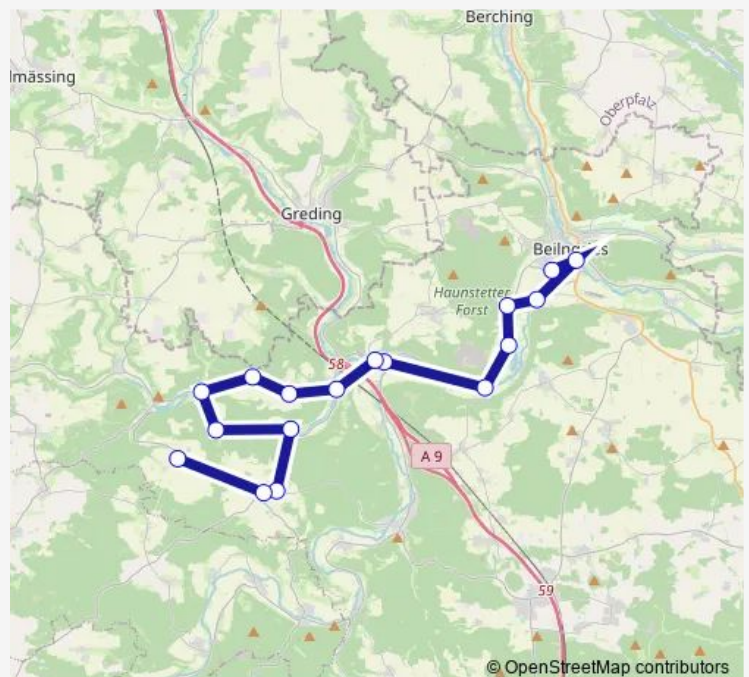 Berching
lmässing
Oberpfalz
Greding
Haunstetter
Forst
58
A 9
59
© OpenStreetMap contributors